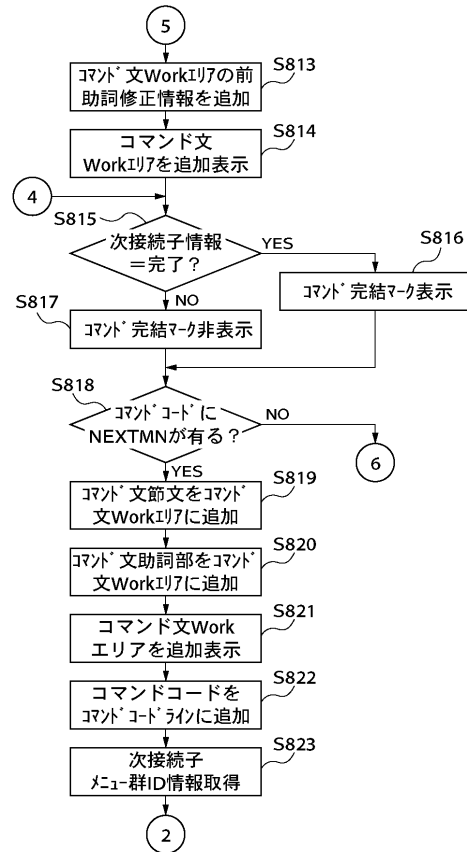 5
S813
ｺﾏﾝﾄﾞ文Workｴﾘｱの前
助詞修正情報を追加
S814
コマンド文
Workｴﾘｱを追加表示
4
S815
次接続子情報
＝完了？
YES
S816
ｺﾏﾝﾄﾞ完結ﾏｰｸ表示
NO
S817
ｺﾏﾝﾄﾞ完結ﾏｰｸ非表示
S818
ｺﾏﾝﾄﾞｺｰﾄﾞに
NEXTMNが有る？
NO
6
YES
S819
ｺﾏﾝﾄﾞ文節文をｺﾏﾝﾄﾞ
文Workｴﾘｱに追加
S820
ｺﾏﾝﾄﾞ文助詞部をｺﾏﾝﾄﾞ
文Workｴﾘｱに追加
S821
コマンド文Work
エリアを追加表示
S822
コマンドコードを
ｺﾏﾝﾄﾞｺｰﾄﾞﾗｲﾝに追加
S823
次接続子
ﾒﾆｭｰ群ID情報取得
2